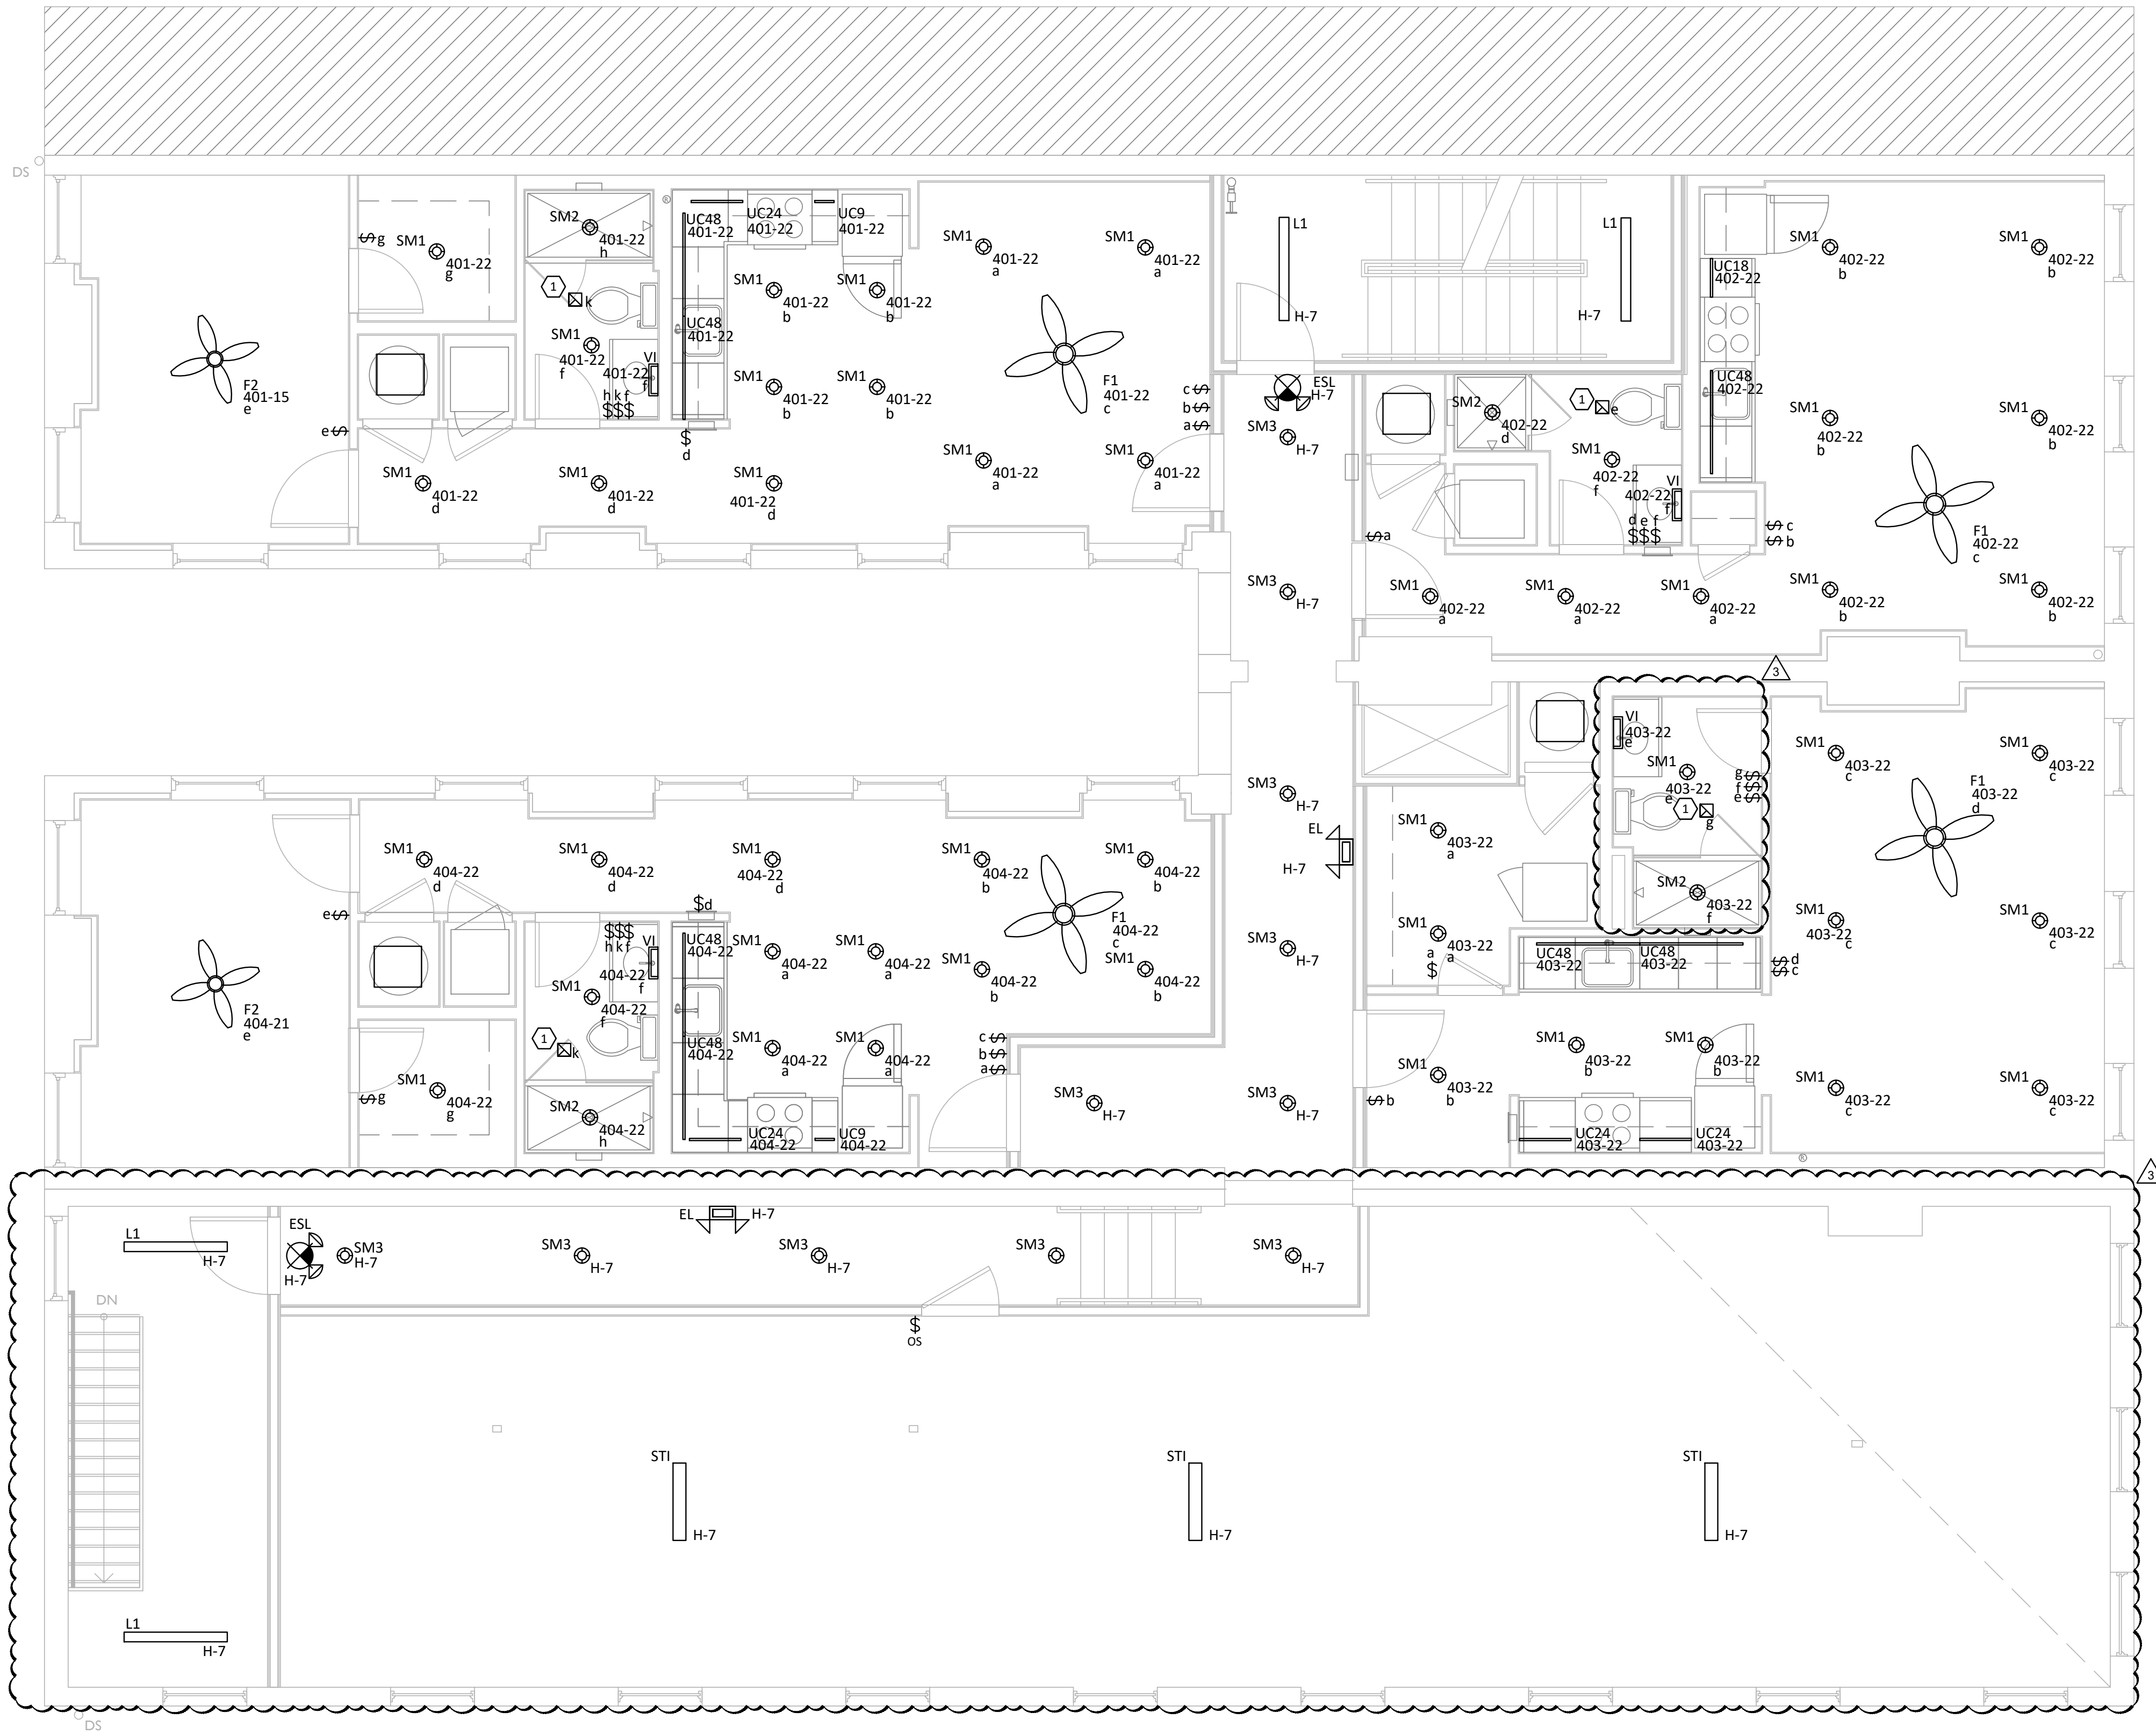 DS
$g
SM1
401-22
g
SM2
401-22
h
1
k
SM1
401-22
f
VI
401-22
f
h k f
$$$
UC48
401-22
UC24
401-22
UC9
401-22
UC48
401-22
SM1
401-22
b
SM1
401-22
b
SM1
401-22
b
SM1
401-22
b
SM1
401-22
a
SM1
401-22
a
F1
401-22
c
c $
b $
a $
SM1
401-22
a
SM1
401-22
a
F2
401-15
e
e $
$
d
SM1
401-22
d
SM1
401-22
d
SM1
401-22
d
L1
H-7
L1
H-7
ESL
H-7
SM3
H-7
SM3
H-7
SM2
402-22
d
1
e
SM1
402-22
f
VI
402-22
f
d e f
$$$
UC18
402-22
UC48
402-22
SM1
402-22
b
SM1
402-22
b
SM1
402-22
b
SM1
402-22
b
F1
402-22
c
$ c
$ b
$a
SM1
402-22
a
SM1
402-22
a
SM1
402-22
a
SM1
402-22
b
SM1
402-22
b
3
VI
403-22
e
SM1
403-22
e
g $
f $
e $
1
g
SM2
403-22
f
SM1
403-22
c
SM1
403-22
c
F1
403-22
d
SM1
403-22
c
SM1
403-22
c
SM1
403-22
a
SM1
403-22
a
a
$
UC48
403-22
UC48
403-22
$ d
$ c
SM1
403-22
b
$ b
SM1
403-22
b
SM1
403-22
b
UC24
403-22
UC24
403-22
SM1
403-22
c
SM1
403-22
c
SM3
H-7
EL
H-7
SM3
H-7
SM3
H-7
SM3
H-7
SM1
404-22
d
SM1
404-22
d
SM1
404-22
d
SM1
404-22
b
SM1
404-22
b
e $
$d
$$$
h k f
VI
404-22
f
SM1
404-22
f
1
k
SM2
404-22
h
UC48
404-22
UC48
404-22
SM1
404-22
a
SM1
404-22
a
SM1
404-22
a
SM1
404-22
a
F1
404-22
c
SM1
404-22
b
SM1
404-22
b
c $
b $
a $
F2
404-21
e
$g
SM1
404-22
g
UC24
404-22
UC9
404-22
3
L1
H-7
ESL
H-7
SM3
H-7
EL
H-7
SM3
H-7
SM3
H-7
SM3
SM3
H-7
DN
$
OS
STI
H-7
STI
H-7
STI
H-7
L1
H-7
DS